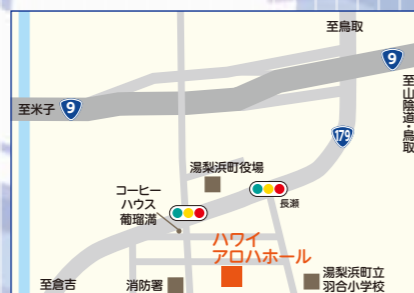 至鳥取
9
至米子
9
至山陰道・鳥取
179
湯梨浜町役場
コーヒー
ハウス
葡瑠満
長瀬
ハワイ
アロハホール
至倉吉
消防署
湯梨浜町立
羽合小学校